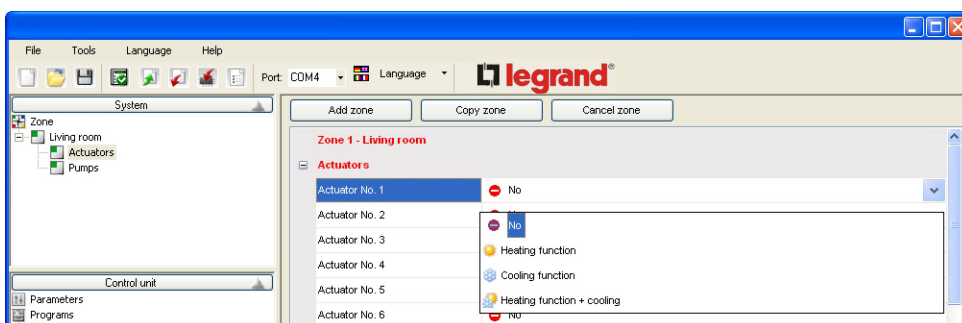 File Tools Language Help
Port: COM4 Language legrand®
System
Zone
Living room
Actuators
Pumps
Control unit
Parameters
Programs
Add zone Copy zone Cancel zone
Zone 1 - Living room
Actuators
Actuator No. 1 No
Actuator No. 2
Actuator No. 3
Actuator No. 4
Actuator No. 5
Actuator No. 6
No
Heating function
Cooling function
Heating function + cooling